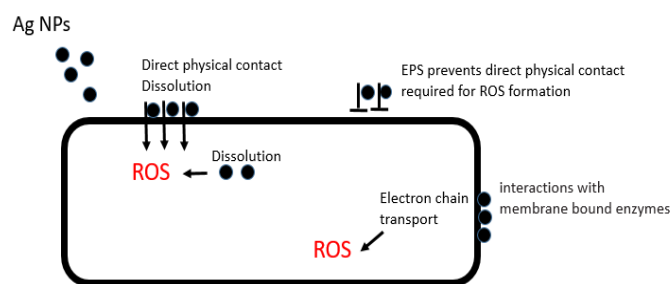 Ag NPs
Direct physical contact
Dissolution
EPS prevents direct physical contact
required for ROS formation
ROS
Dissolution
Electron chain
transport
interactions with
membrane bound enzymes
ROS